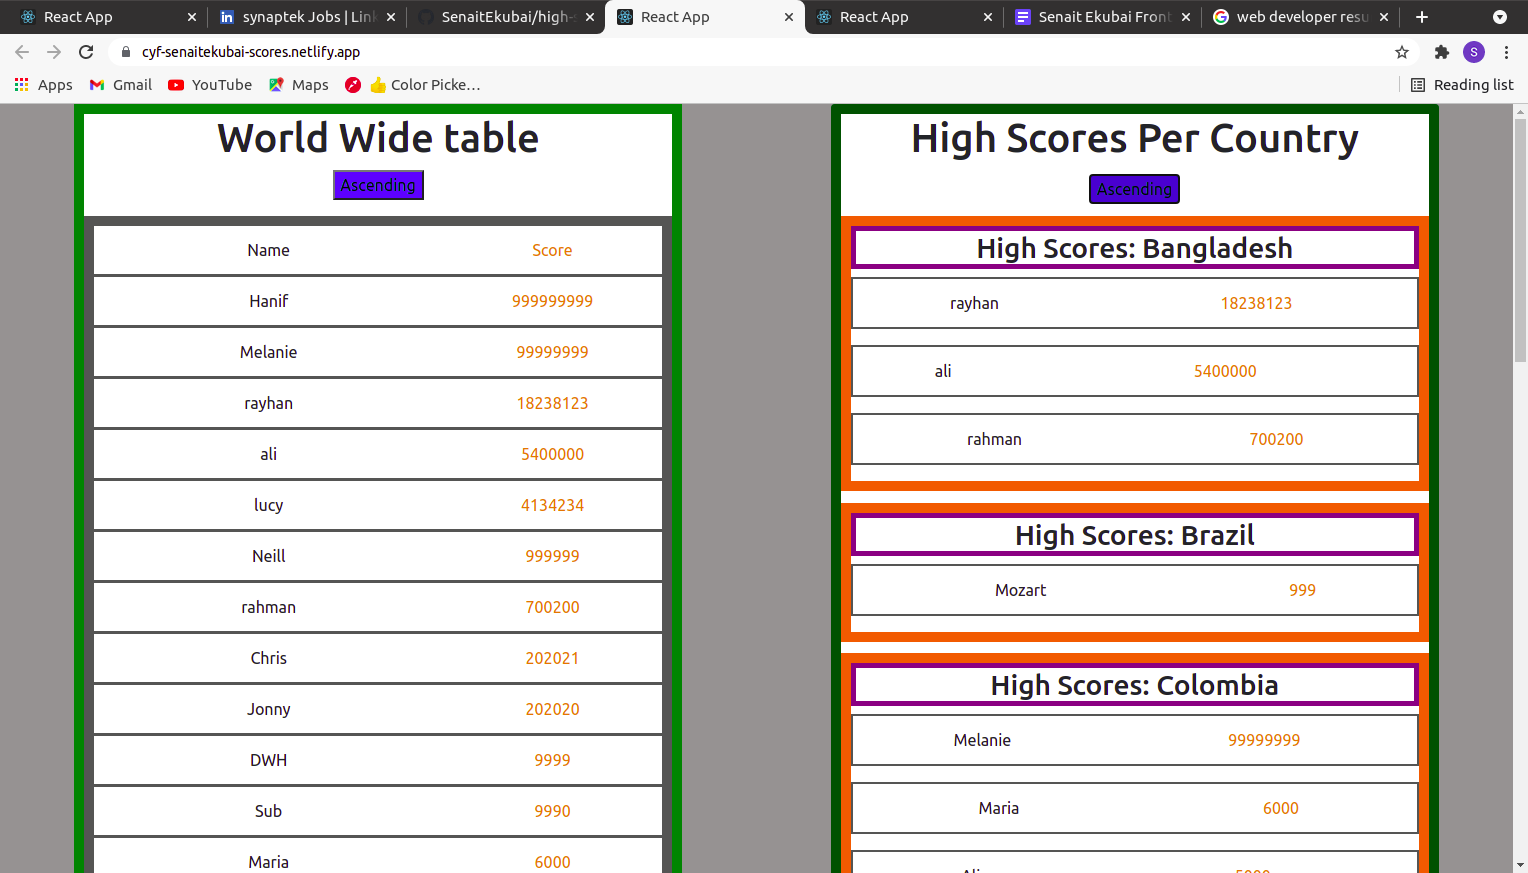 React App
synaptek Jobs | Link
SenaitEkubai/high-s
React App
React App
Senait Ekubai Front
web developer resu
cyf-senaitekubai-scores.netlify.app
S
Apps
Gmail
YouTube
Maps
Color Picke...
Reading list
World Wide table
Ascending
Name Score
Hanif 999999999
Melanie 99999999
rayhan 18238123
ali 5400000
lucy 4134234
Neill 999999
rahman 700200
Chris 202021
Jonny 202020
DWH 9999
Sub 9990
Maria 6000
High Scores Per Country
Ascending
High Scores: Bangladesh
rayhan 18238123
ali 5400000
rahman 700200
High Scores: Brazil
Mozart 999
High Scores: Colombia
Melanie 99999999
Maria 6000